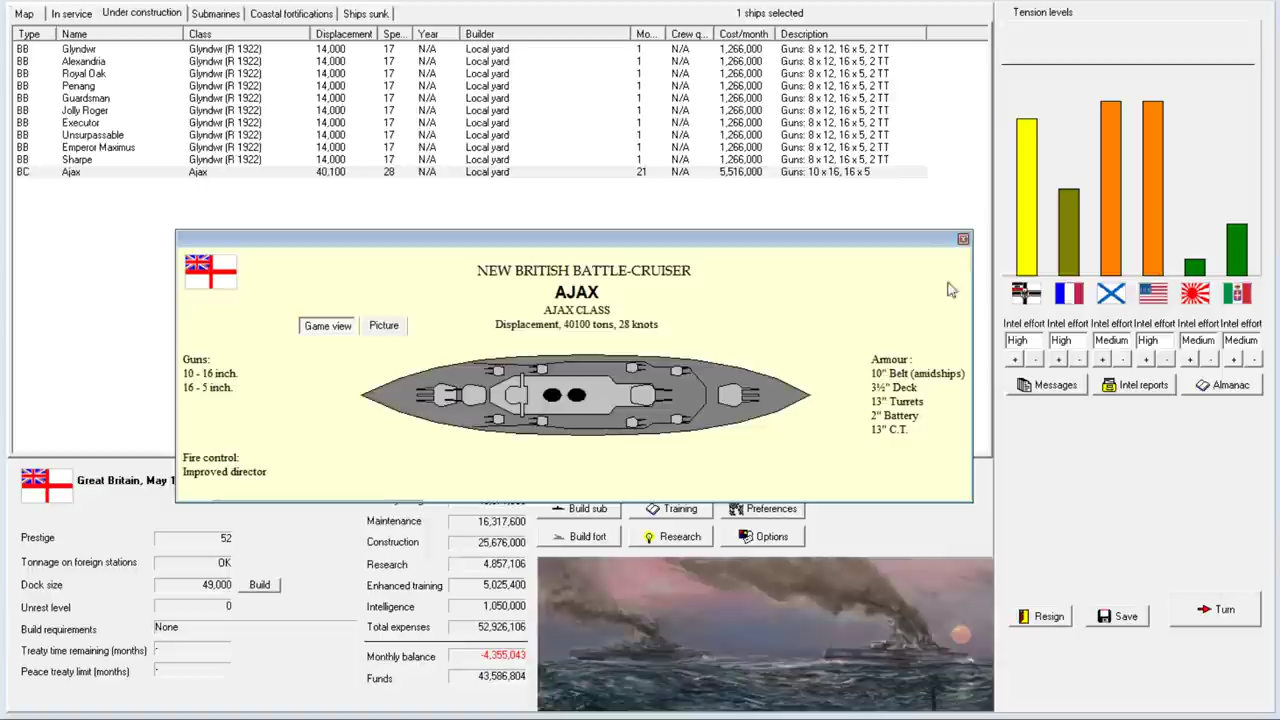 Map In service Under construction Submarines Coastal fortifications Ships sunk 1 ships selected Tension levels
Type Name Class Displacement Spe... Year Builder Mo... Crew q... Cost/month Description
BB Glyndwr Glyndwr (R 1922) 14,000 17 N/A Local yard 1 N/A 1,266,000 Guns: 8 x 12, 16 x 5, 2 TT
BB Alexandria Glyndwr (R 1922) 14,000 17 N/A Local yard 1 N/A 1,266,000 Guns: 8 x 12, 16 x 5, 2 TT
BB Royal Oak Glyndwr (R 1922) 14,000 17 N/A Local yard 1 N/A 1,266,000 Guns: 8 x 12, 16 x 5, 2 TT
BB Penang Glyndwr (R 1922) 14,000 17 N/A Local yard 1 N/A 1,266,000 Guns: 8 x 12, 16 x 5, 2 TT
BB Guardsman Glyndwr (R 1922) 14,000 17 N/A Local yard 1 N/A 1,266,000 Guns: 8 x 12, 16 x 5, 2 TT
BB Jolly Roger Glyndwr (R 1922) 14,000 17 N/A Local yard 1 N/A 1,266,000 Guns: 8 x 12, 16 x 5, 2 TT
BB Executor Glyndwr (R 1922) 14,000 17 N/A Local yard 1 N/A 1,266,000 Guns: 8 x 12, 16 x 5, 2 TT
BB Unsurpassable Glyndwr (R 1922) 14,000 17 N/A Local yard 1 N/A 1,266,000 Guns: 8 x 12, 16 x 5, 2 TT
BB Emperor Maximus Glyndwr (R 1922) 14,000 17 N/A Local yard 1 N/A 1,266,000 Guns: 8 x 12, 16 x 5, 2 TT
BB Sharpe Glyndwr (R 1922) 14,000 17 N/A Local yard 1 N/A 1,266,000 Guns: 8 x 12, 16 x 5, 2 TT
BC Ajax Ajax 40,100 28 N/A Local yard 21 N/A 5,516,000 Guns: 10 x 16, 16 x 5
NEW BRITISH BATTLE-CRUISER
AJAX
AJAX CLASS
Displacement, 40100 tons, 28 knots
Game view Picture
Guns:
10 - 16 inch.
16 - 5 inch.
Armour :
10" Belt (amidships)
3½" Deck
13" Turrets
2" Battery
13" C.T.
Fire control:
Improved director
Intel effort Intel effort Intel effort Intel effort Intel effort Intel effort
High High Medium High Medium Medium
+ - + - + - + - + - + -
Messages Intel reports Almanac
Great Britain, May 1
Prestige 52
Tonnage on foreign stations OK
Dock size 49,000 Build
Unrest level 0
Build requirements None
Treaty time remaining (months) -
Peace treaty limit (months) -
Maintenance 16,317,600
Construction 25,676,000
Research 4,857,106
Enhanced training 5,025,400
Intelligence 1,050,000
Total expenses 52,926,106
Monthly balance -4,355,043
Funds 43,586,804
Build sub Training Preferences
Build fort Research Options
Resign Save Turn